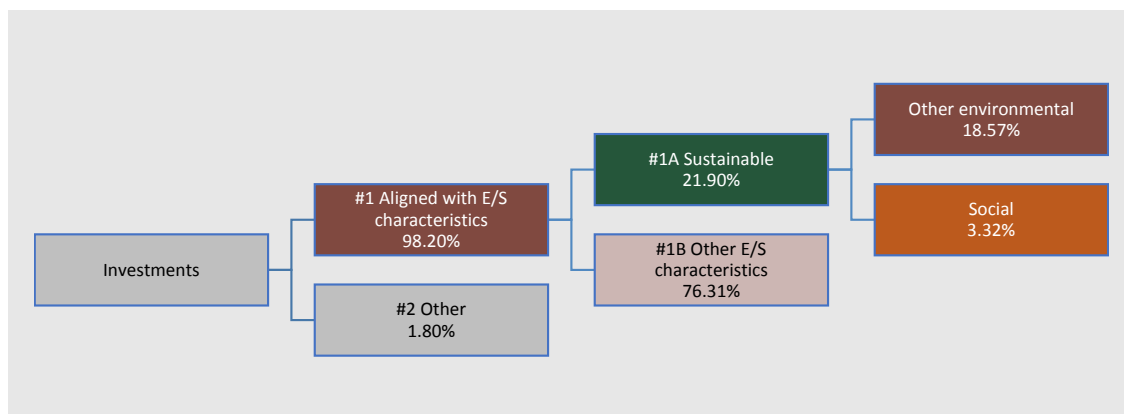 Investments
#1 Aligned with E/S
characteristics
98.20%
#2 Other
1.80%
#1A Sustainable
21.90%
#1B Other E/S
characteristics
76.31%
Other environmental
18.57%
Social
3.32%